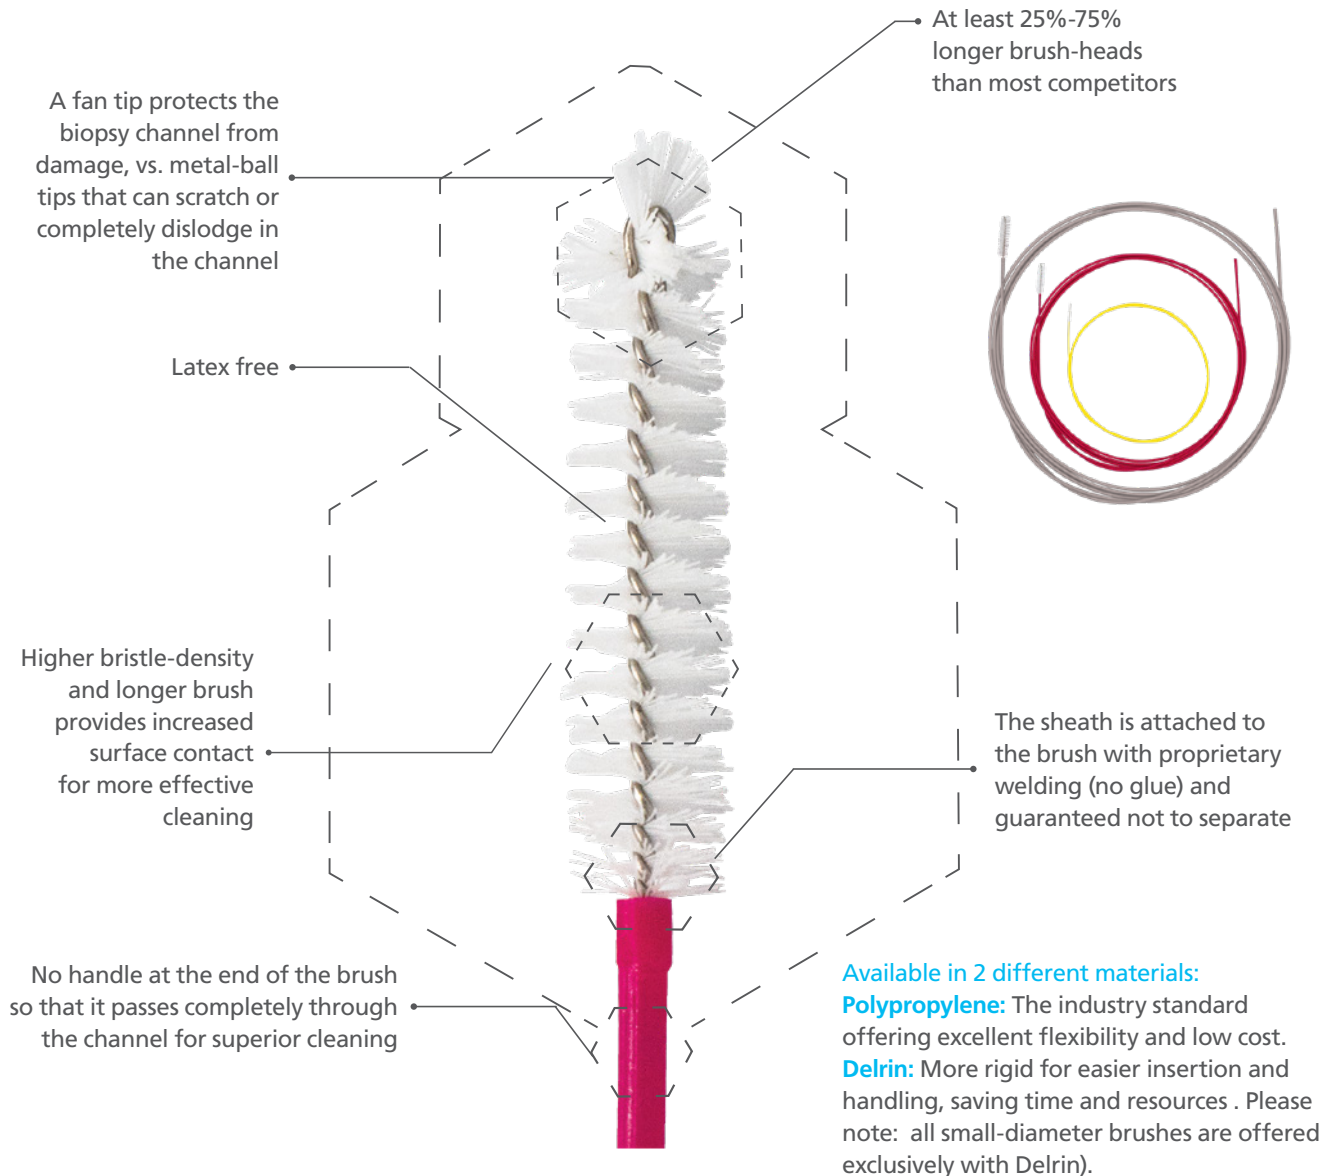 At least 25%-75%
longer brush-heads
than most competitors
A fan tip protects the
biopsy channel from
damage, vs. metal-ball
tips that can scratch or
completely dislodge in
the channel
Latex free
Higher bristle-density
and longer brush
provides increased
surface contact
for more effective
cleaning
The sheath is attached to
the brush with proprietary
welding (no glue) and
guaranteed not to separate
No handle at the end of the brush
so that it passes completely through
the channel for superior cleaning
Available in 2 different materials:
Polypropylene: The industry standard
offering excellent flexibility and low cost.
Delrin: More rigid for easier insertion and
handling, saving time and resources . Please
note:  all small-diameter brushes are offered
exclusively with Delrin).